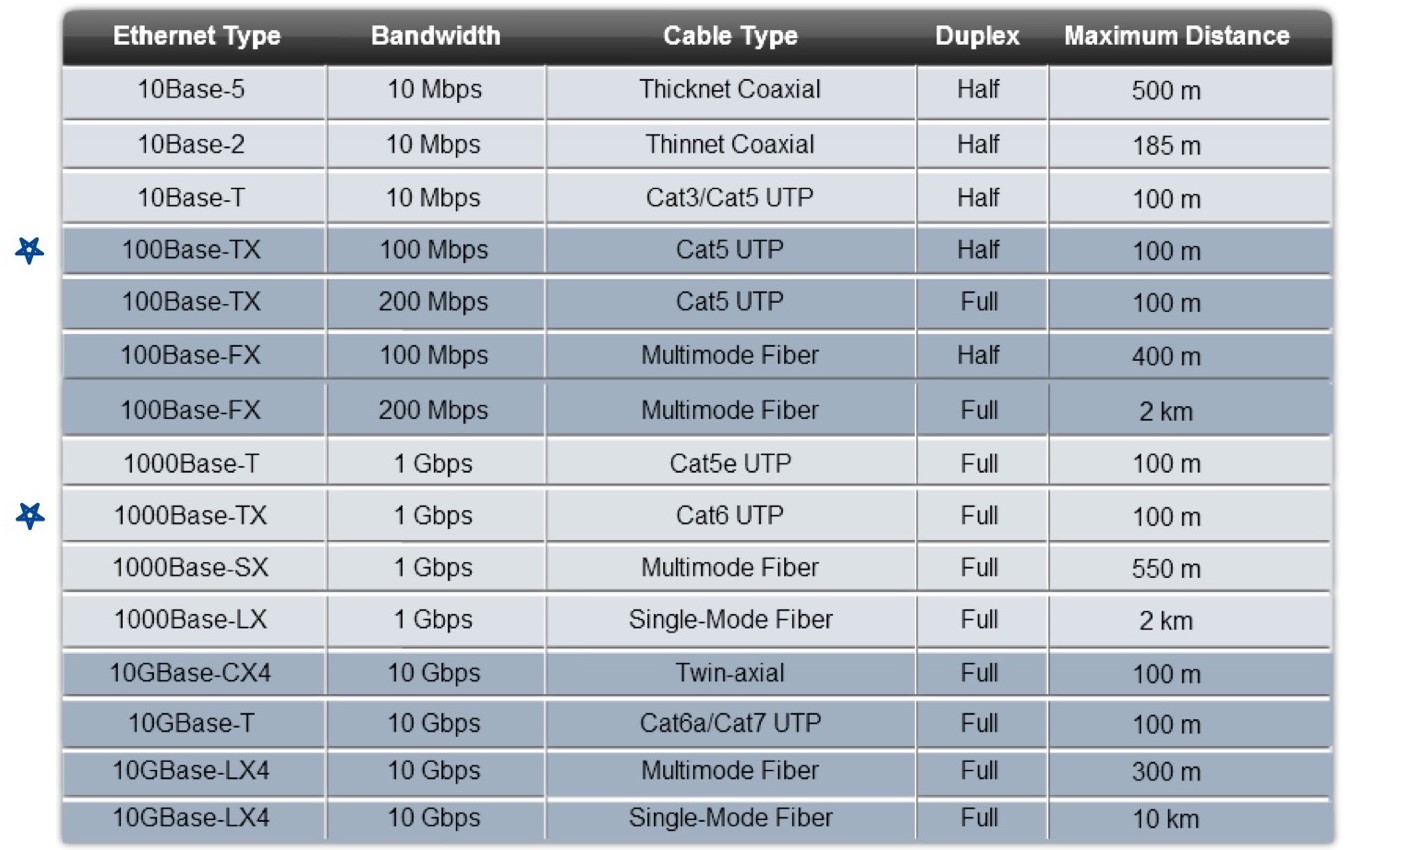 Ethernet Type Bandwidth Cable Type Duplex Maximum Distance
10Base-5 10 Mbps Thicknet Coaxial Half 500 m
10Base-2 10 Mbps Thinnet Coaxial Half 185 m
10Base-T 10 Mbps Cat3/Cat5 UTP Half 100 m
100Base-TX 100 Mbps Cat5 UTP Half 100 m
100Base-TX 200 Mbps Cat5 UTP Full 100 m
100Base-FX 100 Mbps Multimode Fiber Half 400 m
100Base-FX 200 Mbps Multimode Fiber Full 2 km
1000Base-T 1 Gbps Cat5e UTP Full 100 m
1000Base-TX 1 Gbps Cat6 UTP Full 100 m
1000Base-SX 1 Gbps Multimode Fiber Full 550 m
1000Base-LX 1 Gbps Single-Mode Fiber Full 2 km
10GBase-CX4 10 Gbps Twin-axial Full 100 m
10GBase-T 10 Gbps Cat6a/Cat7 UTP Full 100 m
10GBase-LX4 10 Gbps Multimode Fiber Full 300 m
10GBase-LX4 10 Gbps Single-Mode Fiber Full 10 km